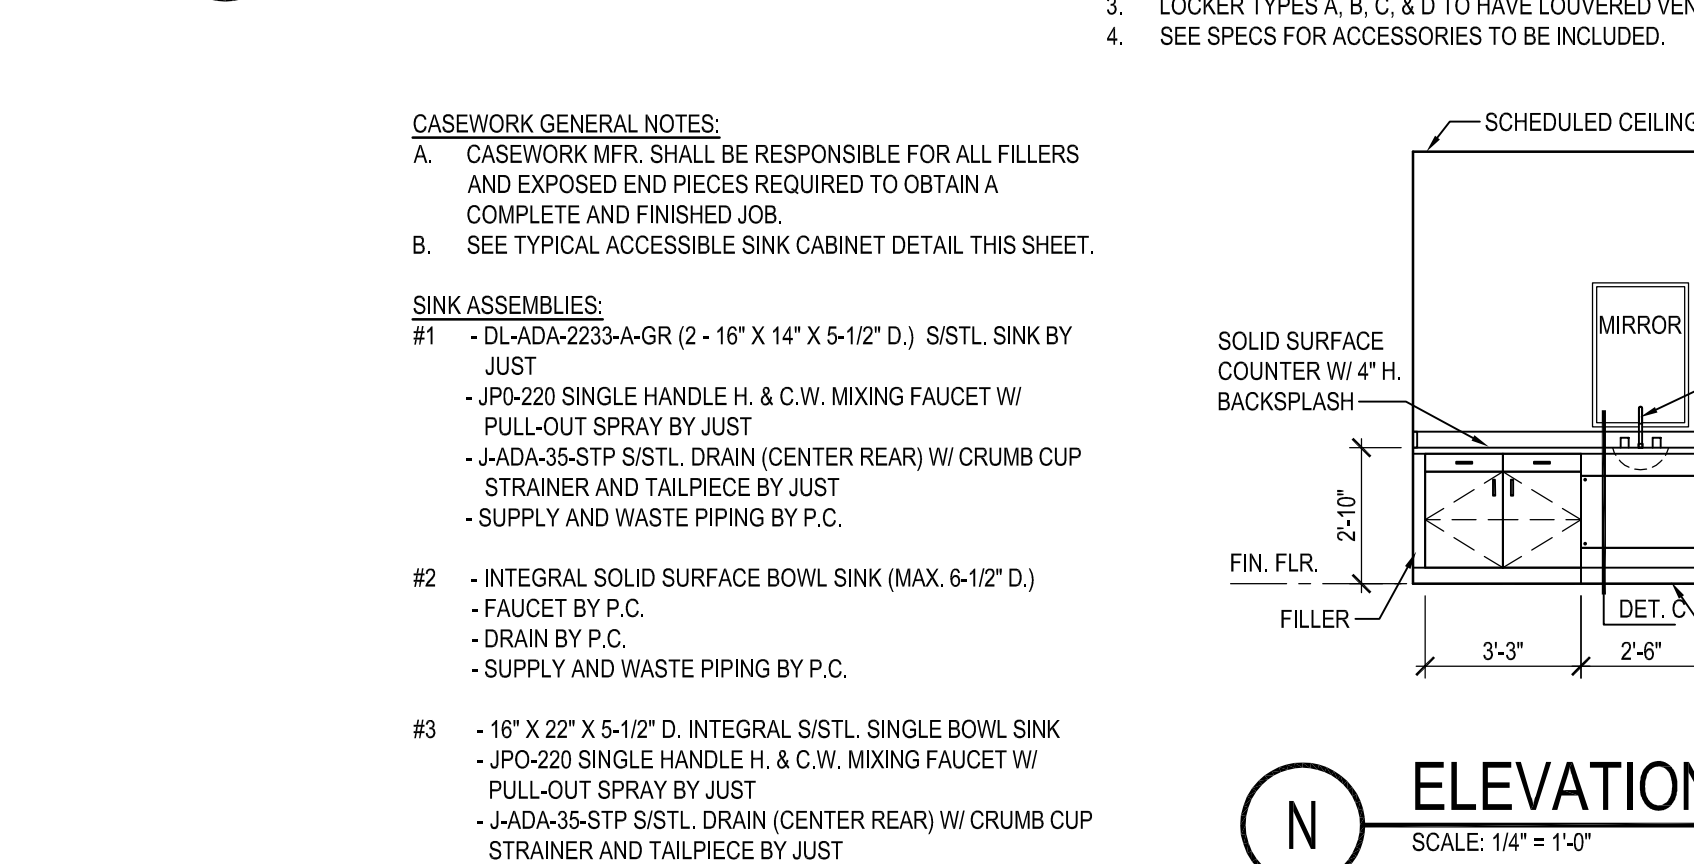 3. LOCKER TYPES A, B, C, & D TO HAVE LOUVERED
4. SEE SPECS FOR ACCESSORIES TO BE INCLUDED.
CASEWORK GENERAL NOTES:
A. CASEWORK MFR. SHALL BE RESPONSIBLE FOR ALL FILLERS
AND EXPOSED END PIECES REQUIRED TO OBTAIN A
COMPLETE AND FINISHED JOB.
B. SEE TYPICAL ACCESSIBLE SINK CABINET DETAIL THIS SHEET.
SINK ASSEMBLIES:
#1 - DL-ADA-2233-A-GR (2 - 16" X 14" X 5-1/2" D.) S/STL. SINK BY
JUST
- JP0-220 SINGLE HANDLE H. & C.W. MIXING FAUCET W/
PULL-OUT SPRAY BY JUST
- J-ADA-35-STP S/STL. DRAIN (CENTER REAR) W/ CRUMB CUP
STRAINER AND TAILPIECE BY JUST
- SUPPLY AND WASTE PIPING BY P.C.
#2 - INTEGRAL SOLID SURFACE BOWL SINK (MAX. 6-1/2" D.)
- FAUCET BY P.C.
- DRAIN BY P.C.
- SUPPLY AND WASTE PIPING BY P.C.
#3 - 16" X 22" X 5-1/2" D. INTEGRAL S/STL. SINGLE BOWL SINK
- JPO-220 SINGLE HANDLE H. & C.W. MIXING FAUCET W/
PULL-OUT SPRAY BY JUST
- J-ADA-35-STP S/STL. DRAIN (CENTER REAR) W/ CRUMB CUP
STRAINER AND TAILPIECE BY JUST
SCHEDULED CEILING
MIRROR
SOLID SURFACE
COUNTER W/ 4" H.
BACKSPLASH
2'-10"
FIN. FLR.
FILLER
DET. C
3'-3"
2'-6"
N
ELEVATION
SCALE: 1/4" = 1'-0"